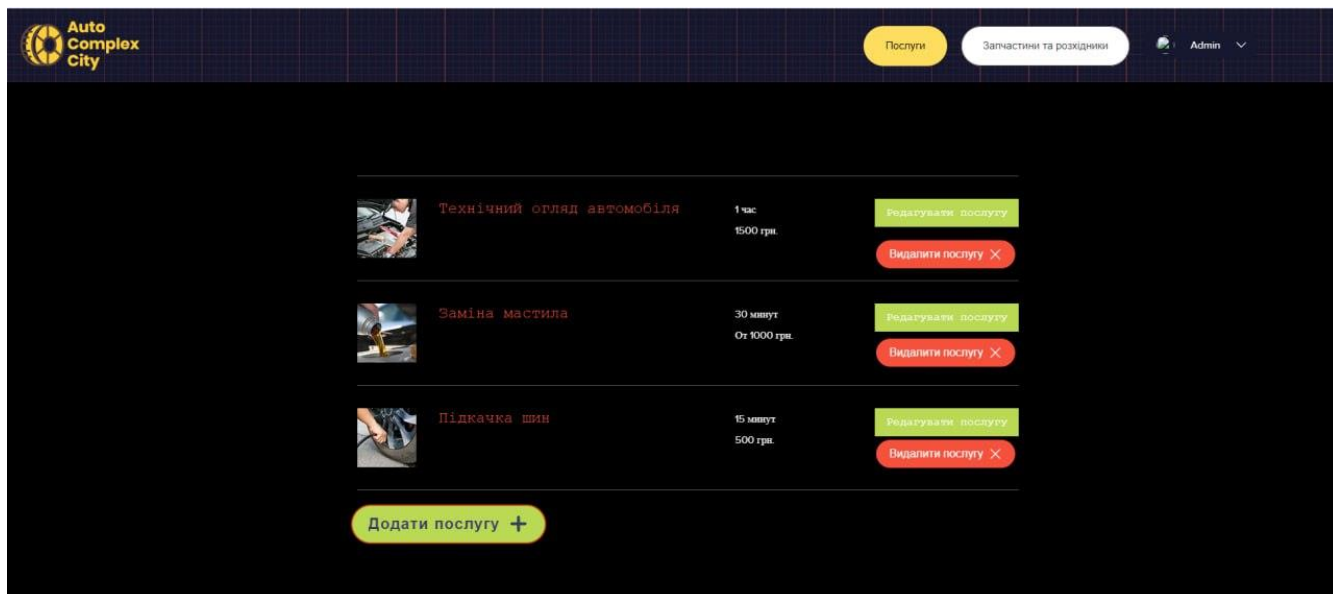 Auto
Complex
City
Послуги
Запчастини та розхідники
Admin
Технічний огляд автомобіля
1 час
1500 грн.
Редагувати послугу
Видалити послугу
Заміна мастила
30 минут
От 1000 грн.
Редагувати послугу
Видалити послугу
Підкачка шин
15 минут
500 грн.
Редагувати послугу
Видалити послугу
Додати послугу +